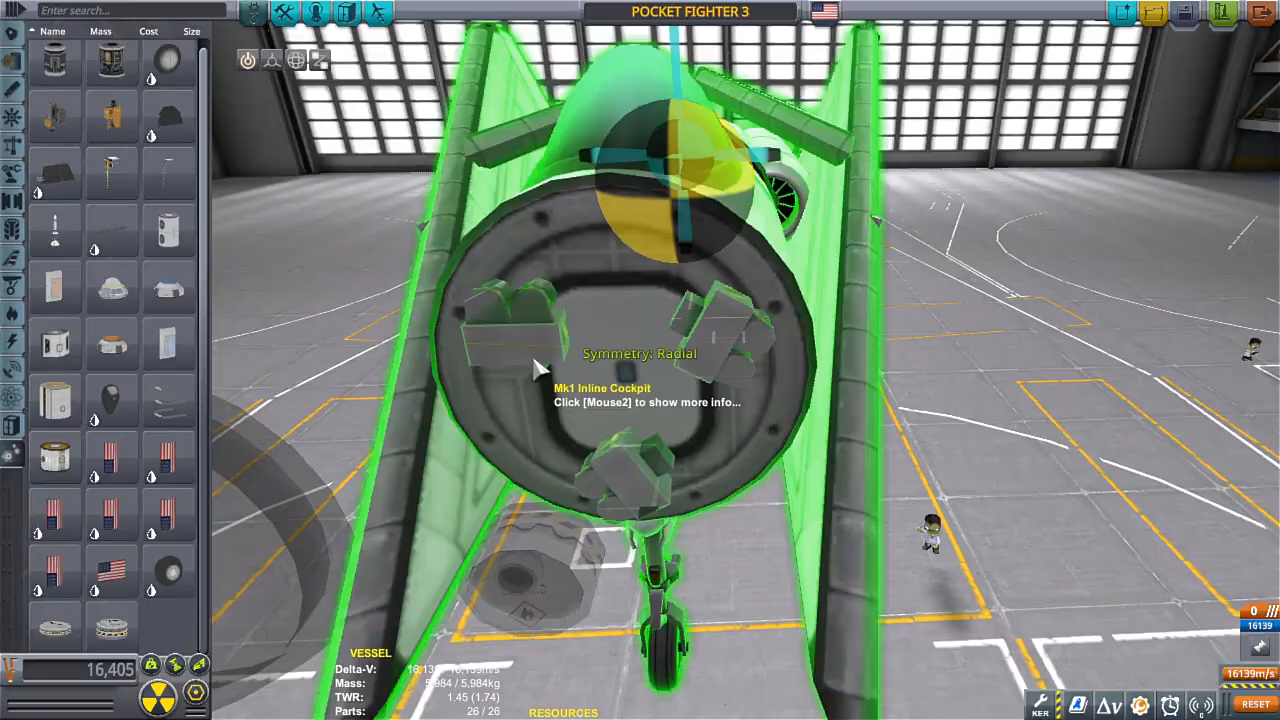 Enter search...
POCKET FIGHTER 3
Name Mass Cost Size
Symmetry: Radial
Mk1 Inline Cockpit
Click [Mouse2] to show more info...
0
16139
16139m/s
16,405
VESSEL
Delta-V:
Mass: 5,984 / 5,984kg
TWR: 1.45 (1.74)
Parts: 26 / 26
RESOURCES
KER
Δv
RESET